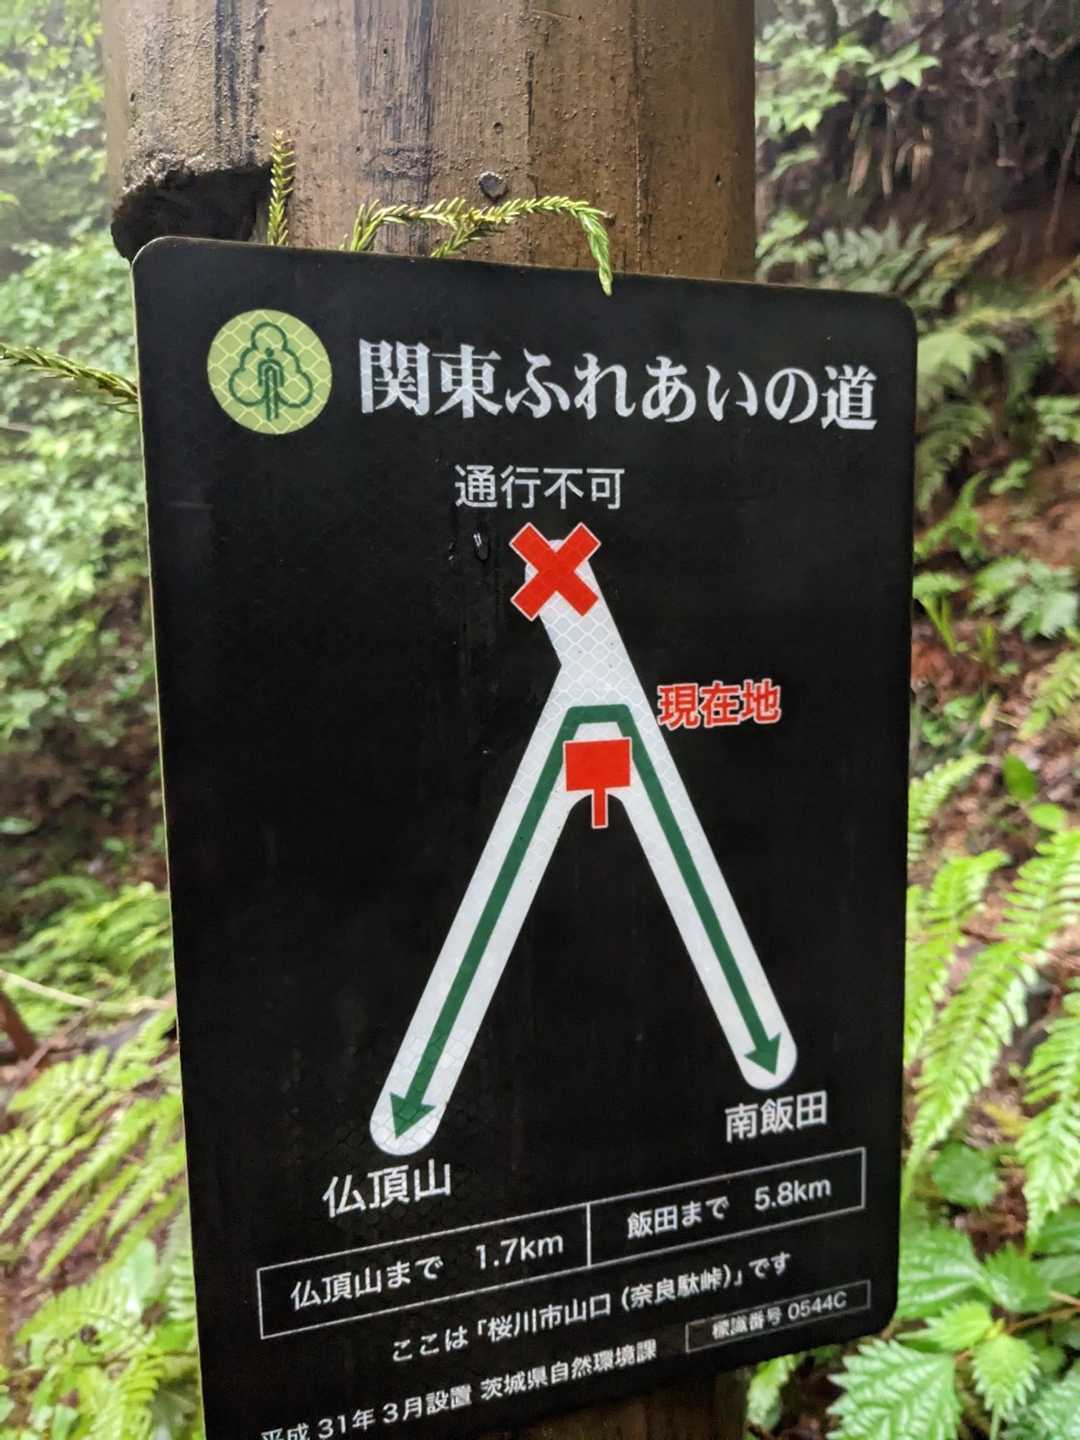 関東ふれあいの道
通行不可
現在地
南飯田
仏頂山
仏頂山まで 1.7km
飯田まで 5.8km
ここは「桜川市山口（奈良駄峠）」です
標識番号 0544C
平成 31年 3月設置 茨城県自然環境課